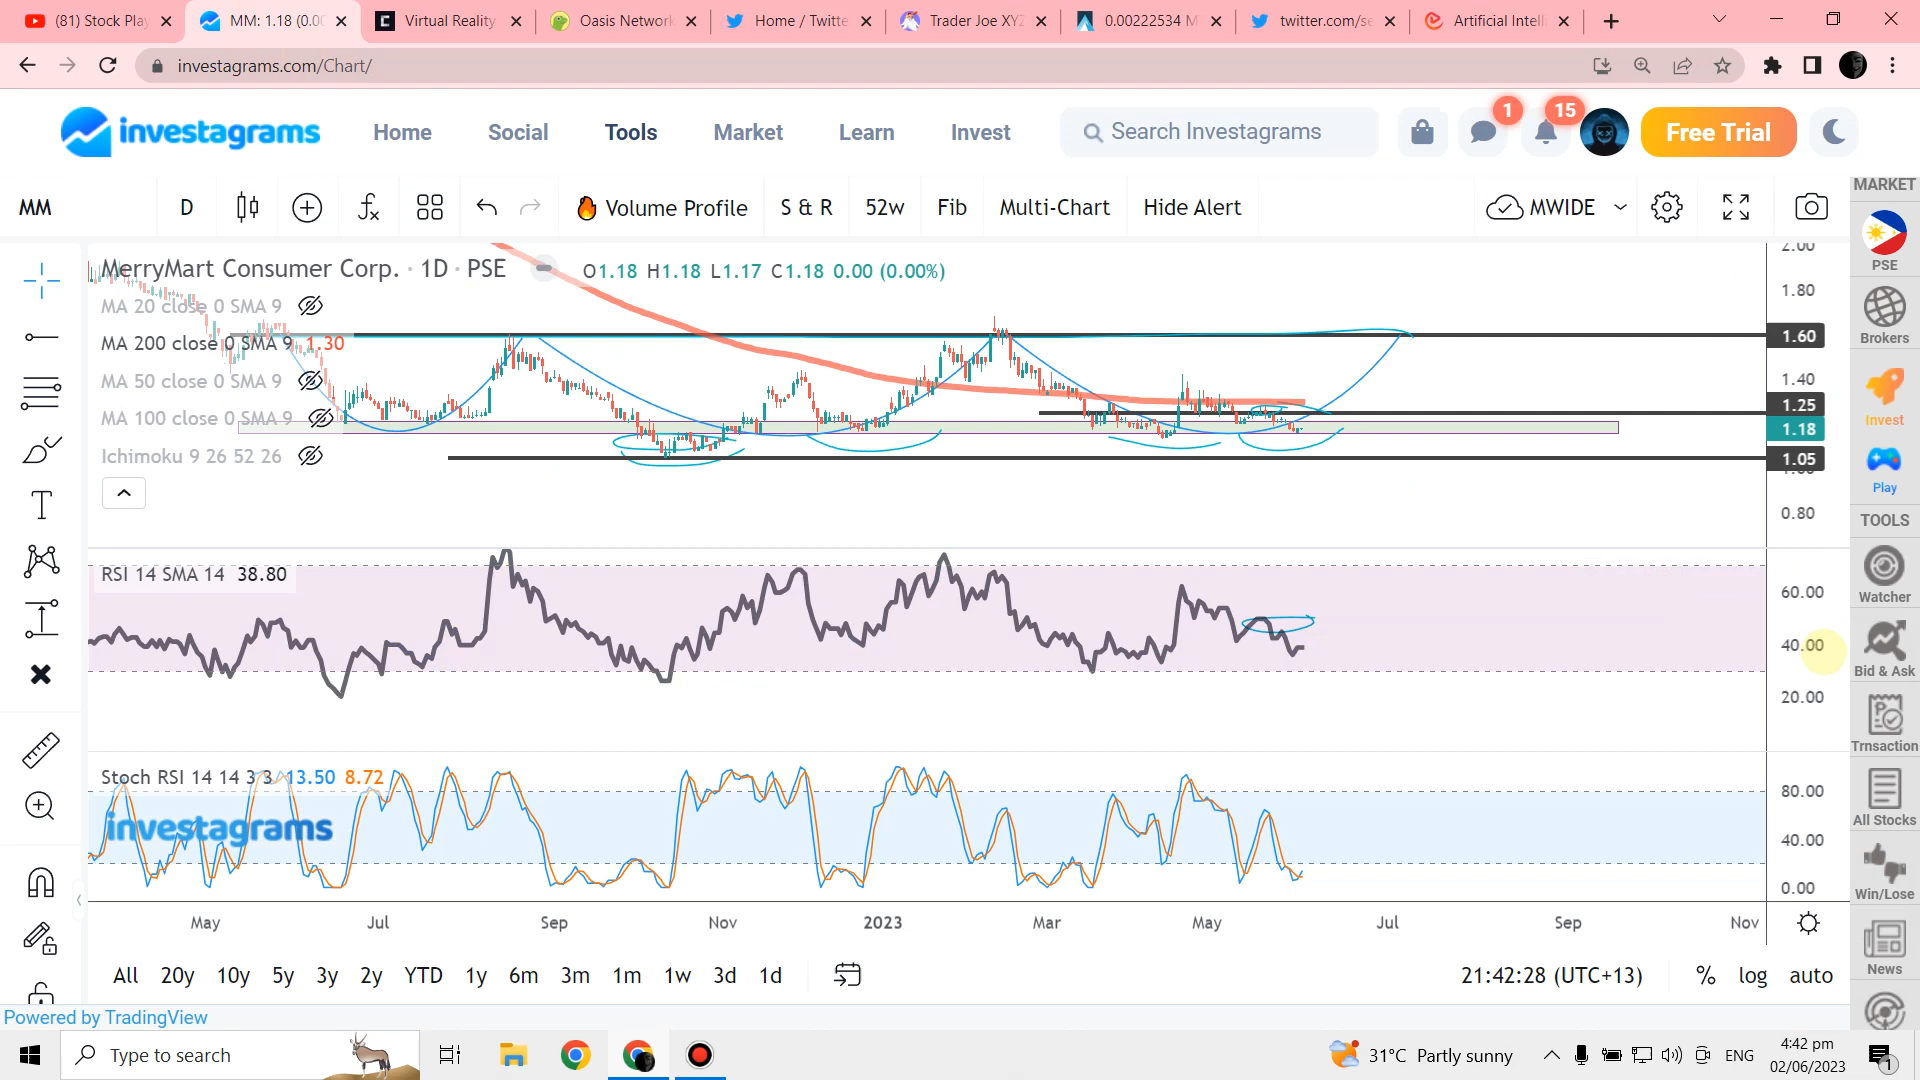 (81) Stock Play
MM: 1.18 (0.00
Virtual Reality
Oasis Network
Home / Twitte
Trader Joe XYZ
0.00222534 M
twitter.com/se
Artificial Intell
investagrams.com/Chart/
investagrams
Home
Social
Tools
Market
Learn
Invest
Search Investagrams
1
15
Free Trial
MM
D
Volume Profile
S & R
52w
Fib
Multi-Chart
Hide Alert
MWIDE
MerryMart Consumer Corp. · 1D · PSE
O1.18 H1.18 L1.17 C1.18 0.00 (0.00%)
MA 20 close 0 SMA 9
MA 200 close 0 SMA 9 1.30
MA 50 close 0 SMA 9
MA 100 close 0 SMA 9
Ichimoku 9 26 52 26
2.00
1.80
1.60
1.40
1.25
1.18
1.05
0.80
RSI 14 SMA 14 38.80
60.00
40.00
20.00
Stoch RSI 14 14 3 3 13.50 8.72
investagrams
80.00
40.00
0.00
May
Jul
Sep
Nov
2023
Mar
May
Jul
Sep
Nov
All
20y
10y
5y
3y
2y
YTD
1y
6m
3m
1m
1w
3d
1d
21:42:28 (UTC+13)
%
log
auto
Powered by TradingView
MARKET
PSE
Brokers
Invest
Play
TOOLS
Watcher
Bid & Ask
Trnsaction
All Stocks
Win/Lose
News
Type to search
31°C Partly sunny
ENG
4:42 pm
02/06/2023
1